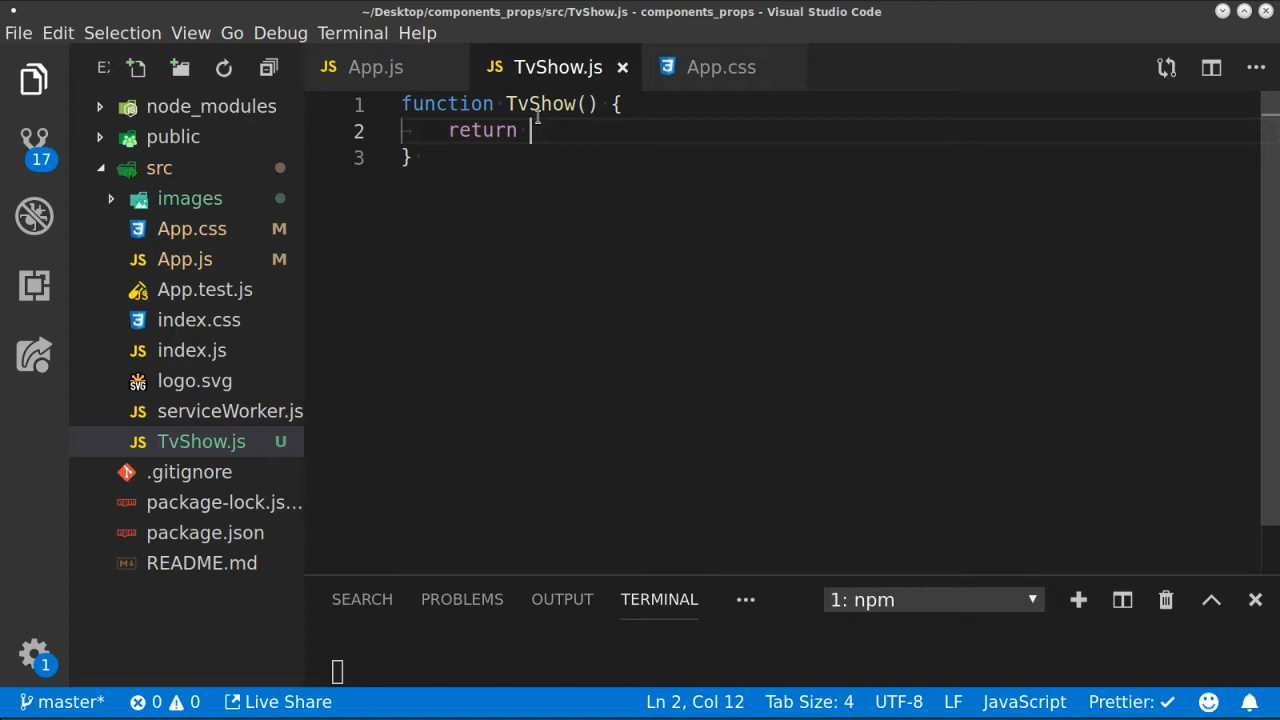 ~/Desktop/components_props/src/TvShow.js - components_props - Visual Studio Code
File Edit Selection View Go Debug Terminal Help
E:
App.js
TvShow.js
App.css
node_modules
public
src
images
App.css M
App.js M
App.test.js
index.css
index.js
logo.svg
serviceWorker.js
TvShow.js U
.gitignore
package-lock.js...
package.json
README.md
17
1
1 function TvShow() {
2 return
3 }
SEARCH PROBLEMS OUTPUT TERMINAL ...
1: npm
master* 0 0 Live Share Ln 2, Col 12 Tab Size: 4 UTF-8 LF JavaScript Prettier: ✓